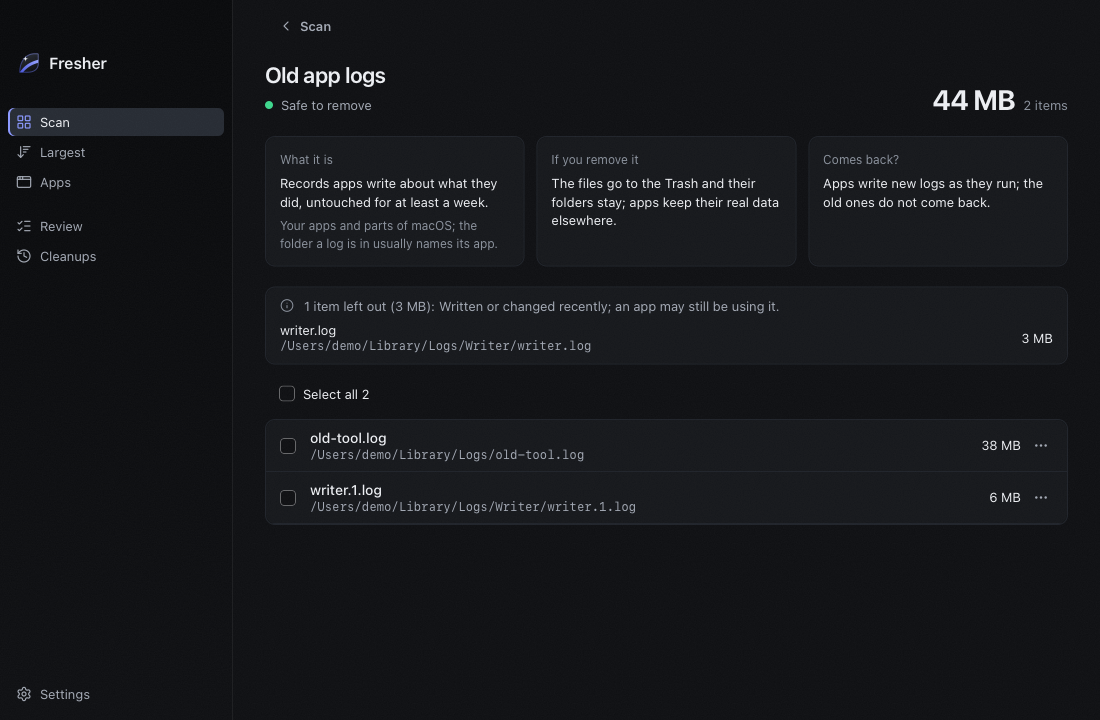 Scan
Fresher
Scan
Largest
Apps
Review
Cleanups
Settings
Old app logs
Safe to remove
44 MB 2 items
What it is
Records apps write about what they
did, untouched for at least a week.
Your apps and parts of macOS; the
folder a log is in usually names its app.
If you remove it
The files go to the Trash and their
folders stay; apps keep their real data
elsewhere.
Comes back?
Apps write new logs as they run; the
old ones do not come back.
1 item left out (3 MB): Written or changed recently; an app may still be using it.
writer.log
/Users/demo/Library/Logs/Writer/writer.log
3 MB
Select all 2
old-tool.log
/Users/demo/Library/Logs/old-tool.log
38 MB
writer.1.log
/Users/demo/Library/Logs/Writer/writer.1.log
6 MB